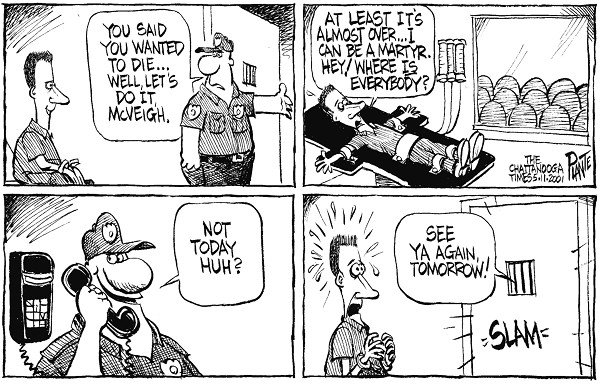 YOU SAID
YOU WANTED
TO DIE...
WELL, LET'S
DO IT,
McVEIGH.
AT LEAST IT'S
ALMOST OVER...I
CAN BE A MARTYR.
HEY! WHERE IS
EVERYBODY?
THE
CHATTANOOGA
TIMES 5.11.2001
PLANTE
NOT
TODAY
HUH?
SEE
YA AGAIN,
TOMORROW!
SLAM